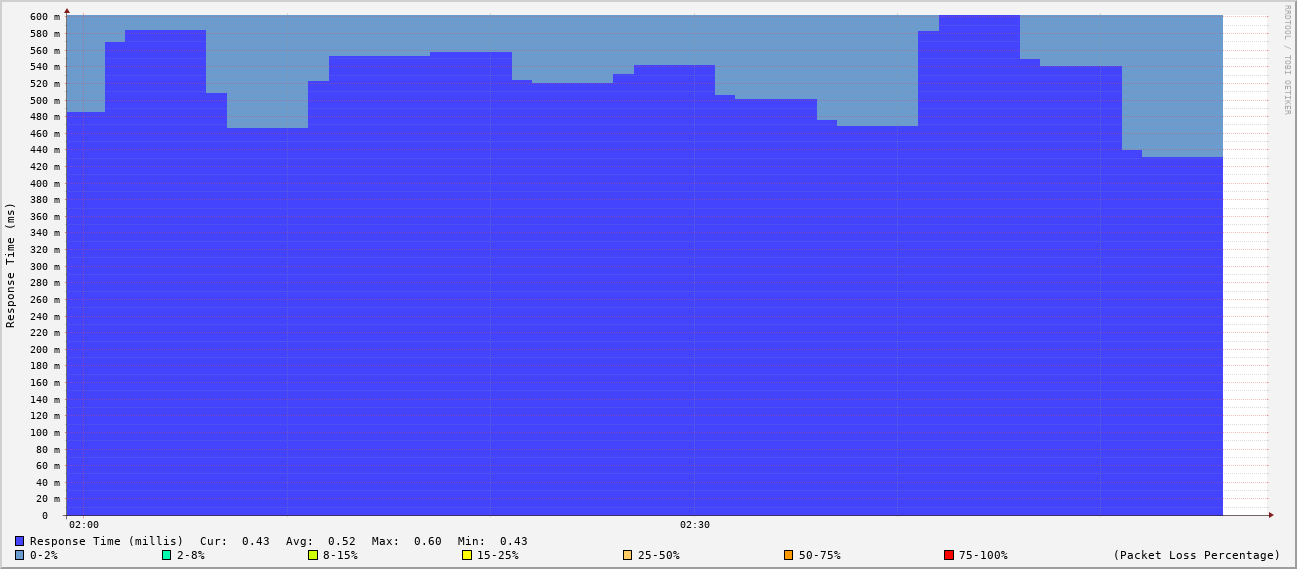 RRDTOOL / TOBI OETIKER
Response Time (ms)
600 m
580 m
560 m
540 m
520 m
500 m
480 m
460 m
440 m
420 m
400 m
380 m
360 m
340 m
320 m
300 m
280 m
260 m
240 m
220 m
200 m
180 m
160 m
140 m
120 m
100 m
80 m
60 m
40 m
20 m
0
02:00 02:30
Response Time (millis) Cur: 0.43 Avg: 0.52 Max: 0.60 Min: 0.43
0-2% 2-8% 8-15% 15-25% 25-50% 50-75% 75-100% (Packet Loss Percentage)